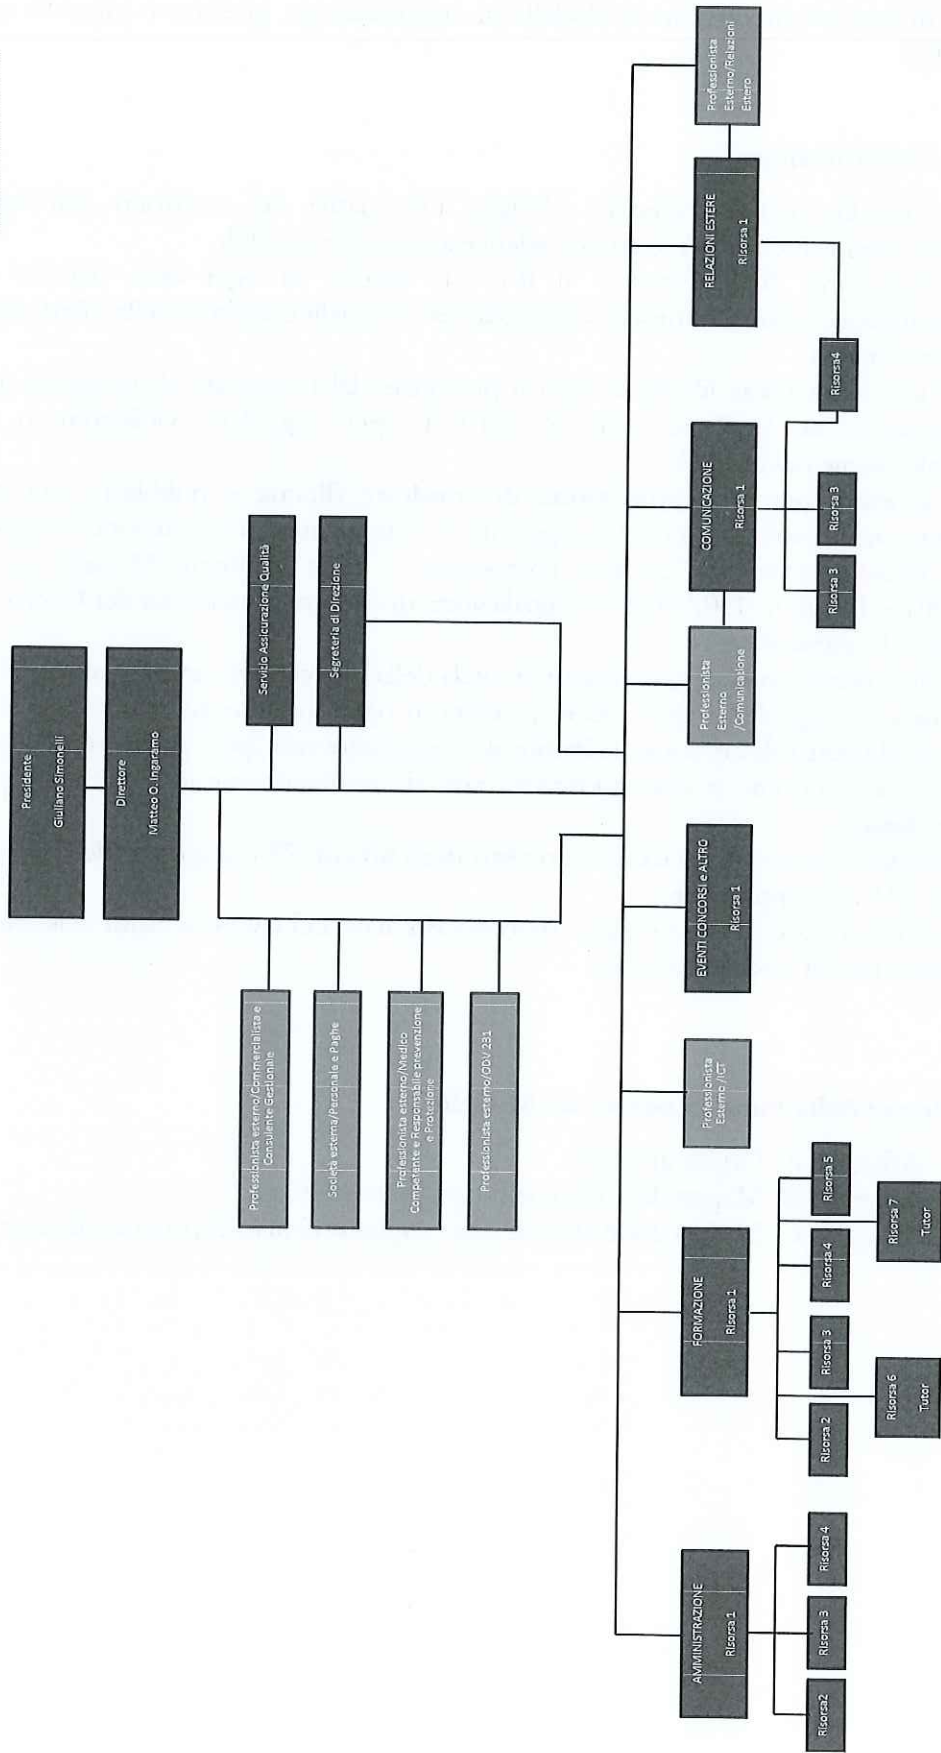 Presidente
Giuliano Simonelli
Direttore
Matteo O. Ingaramo
Servizio Assicurazione Qualità
Segreteria di Direzione
Professionista esterno/Commercialista e
Consulente Gestionale
Società esterna/Personale e Paghe
Professionista esterno/Medico
Competante e Responsabile prevenzione
e Protezione
Professionista esterno/ODV 231
AMMINISTRAZIONE
Risorsa 1
Risorsa2
Risorsa 3
Risorsa 4
FORMAZIONE
Risorsa 1
Risorsa 2
Risorsa 3
Risorsa 4
Risorsa 5
Risorsa 6
Tutor
Risorsa 7
Tutor
Professionista
Esterno /ICT
EVENTI CONCORSI e ALTRO
Risorsa 1
Professionista
Esterno
/Comunicazione
COMUNICAZIONE
Risorsa 1
Risorsa 3
Risorsa 3
Risorsa4
RELAZIONI ESTERE
Risorsa 1
Professionista
Esterno/Relazioni
Estero